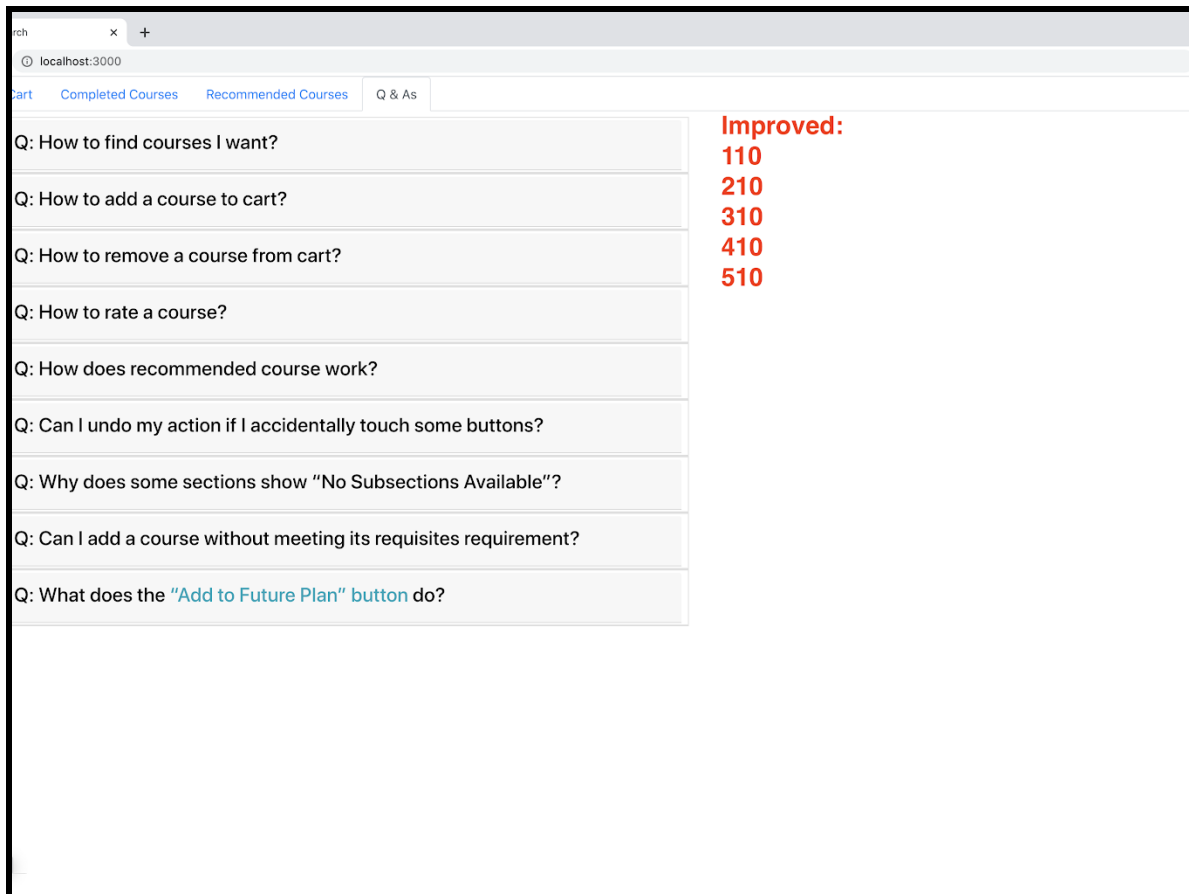 rch
localhost:3000
Cart Completed Courses Recommended Courses Q & As
Q: How to find courses I want?
Q: How to add a course to cart?
Q: How to remove a course from cart?
Q: How to rate a course?
Q: How does recommended course work?
Q: Can I undo my action if I accidentally touch some buttons?
Q: Why does some sections show “No Subsections Available”?
Q: Can I add a course without meeting its requisites requirement?
Q: What does the “Add to Future Plan” button do?
Improved:
110
210
310
410
510